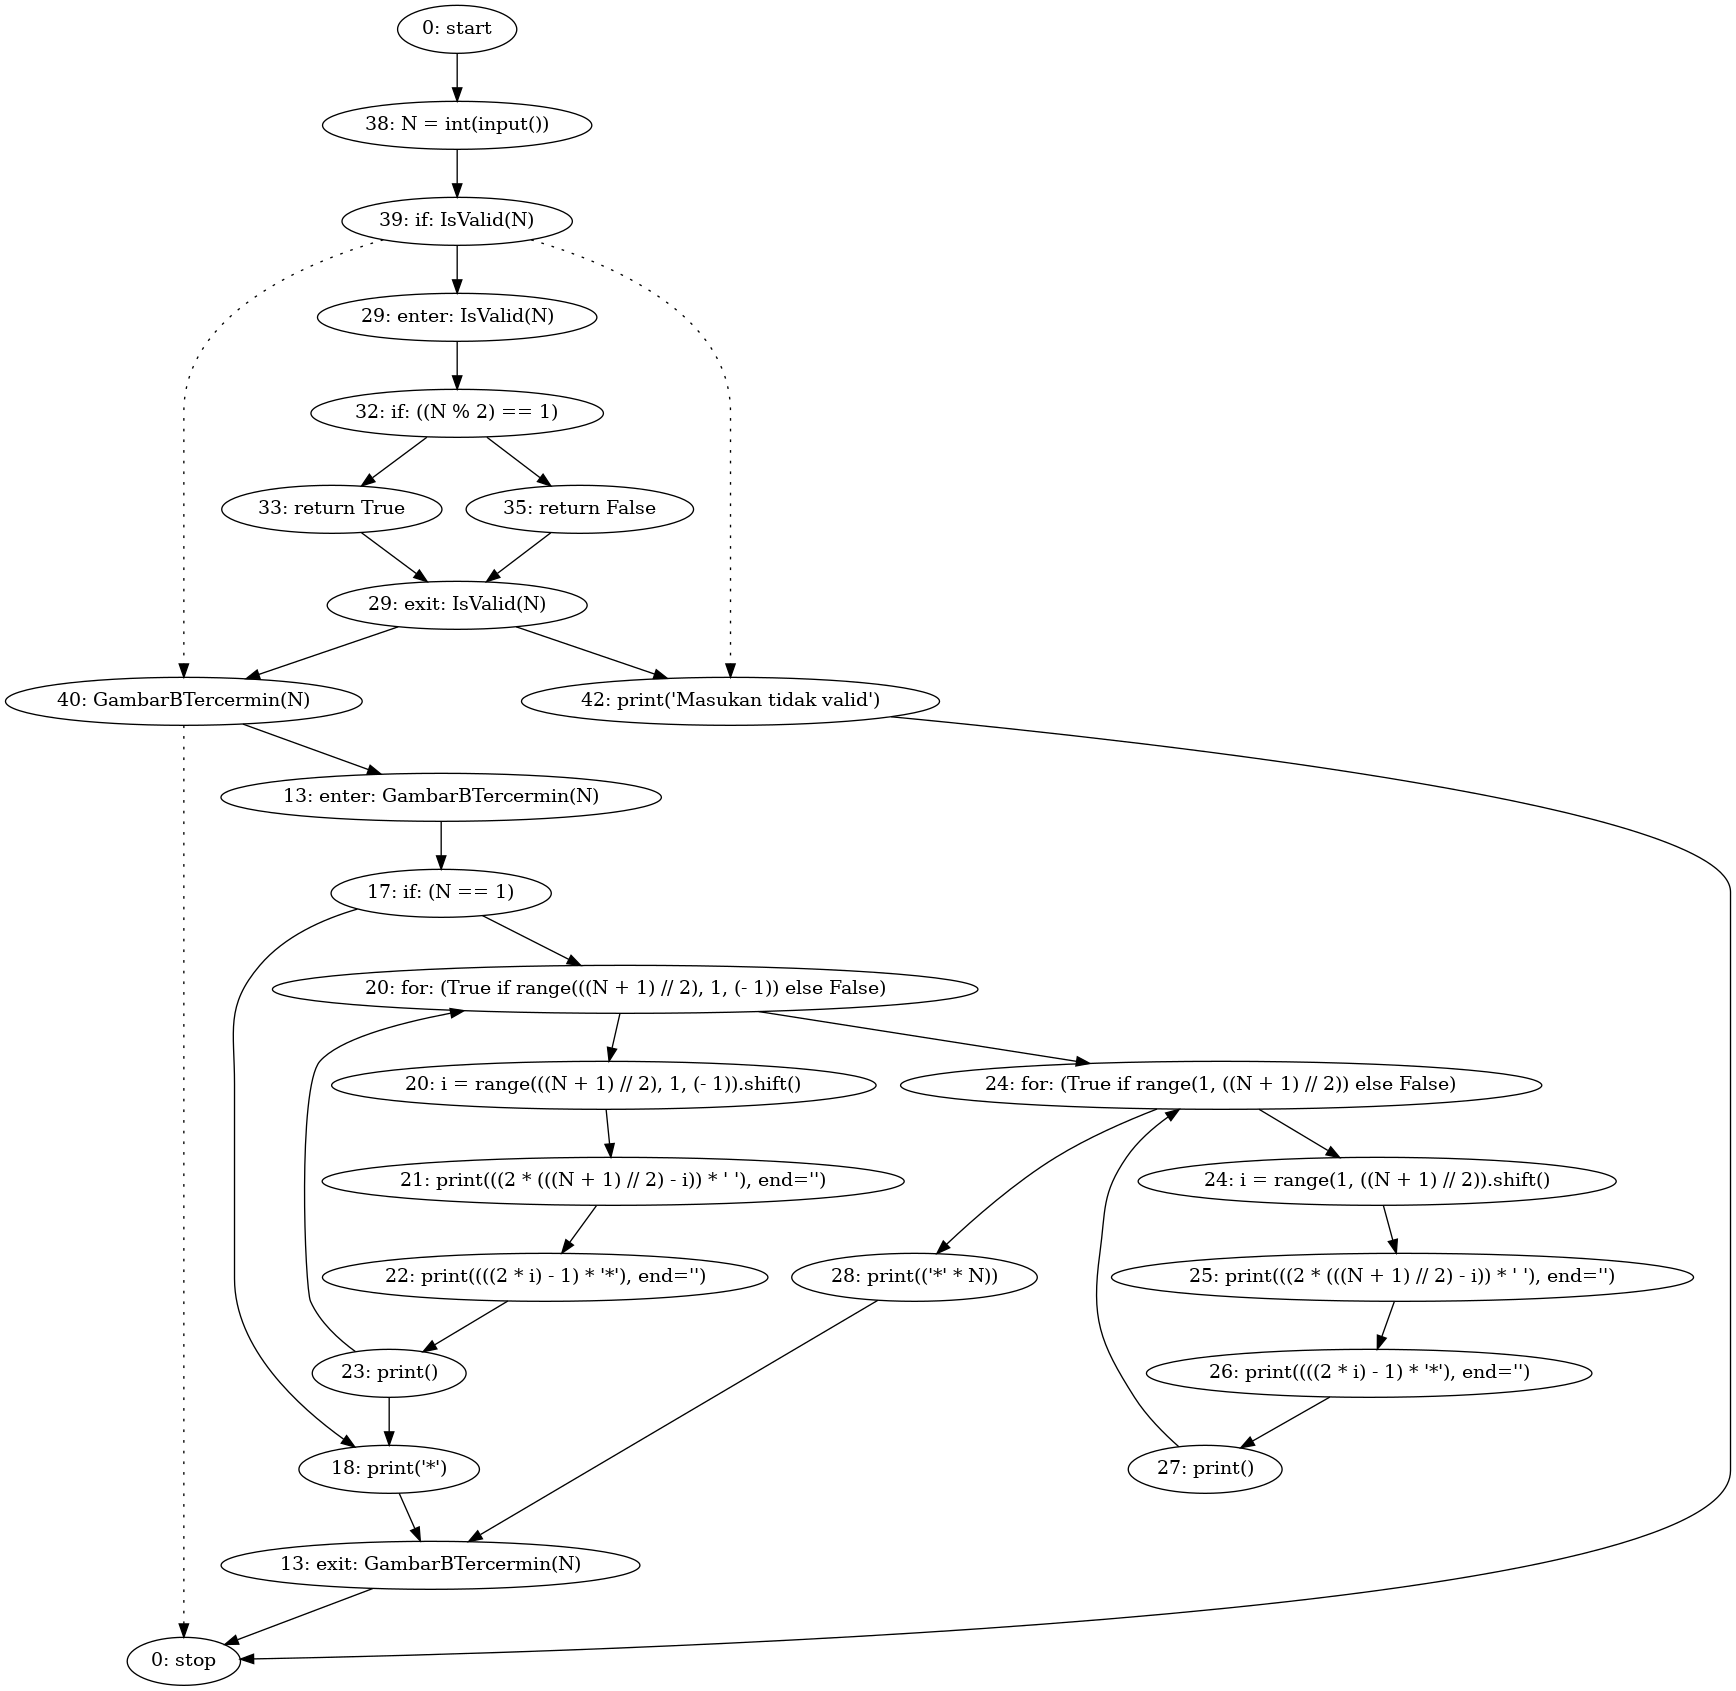 0: start
38: N = int(input())
39: if: IsValid(N)
29: enter: IsValid(N)
32: if: ((N % 2) == 1)
33: return True
35: return False
29: exit: IsValid(N)
40: GambarBTercermin(N)
42: print('Masukan tidak valid')
13: enter: GambarBTercermin(N)
17: if: (N == 1)
20: for: (True if range(((N + 1) // 2), 1, (- 1)) else False)
20: i = range(((N + 1) // 2), 1, (- 1)).shift()
24: for: (True if range(1, ((N + 1) // 2)) else False)
21: print(((2 * (((N + 1) // 2) - i)) * ' '), end='')
24: i = range(1, ((N + 1) // 2)).shift()
22: print((((2 * i) - 1) * '*'), end='')
28: print(('*' * N))
25: print(((2 * (((N + 1) // 2) - i)) * ' '), end='')
23: print()
26: print((((2 * i) - 1) * '*'), end='')
18: print('*')
27: print()
13: exit: GambarBTercermin(N)
0: stop